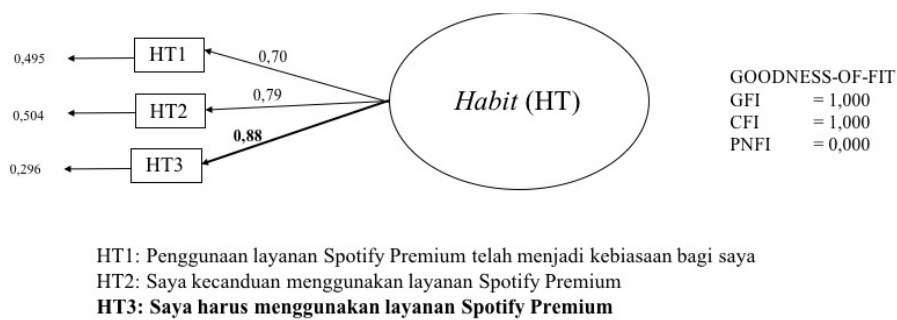 0,495
HT1
0,70
0,504
HT2
0,79
0,296
HT3
0,88
Habit (HT)
GOODNESS-OF-FIT
GFI = 1,000
CFI = 1,000
PNFI = 0,000
HT1: Penggunaan layanan Spotify Premium telah menjadi kebiasaan bagi saya
HT2: Saya kecanduan menggunakan layanan Spotify Premium
HT3: Saya harus menggunakan layanan Spotify Premium